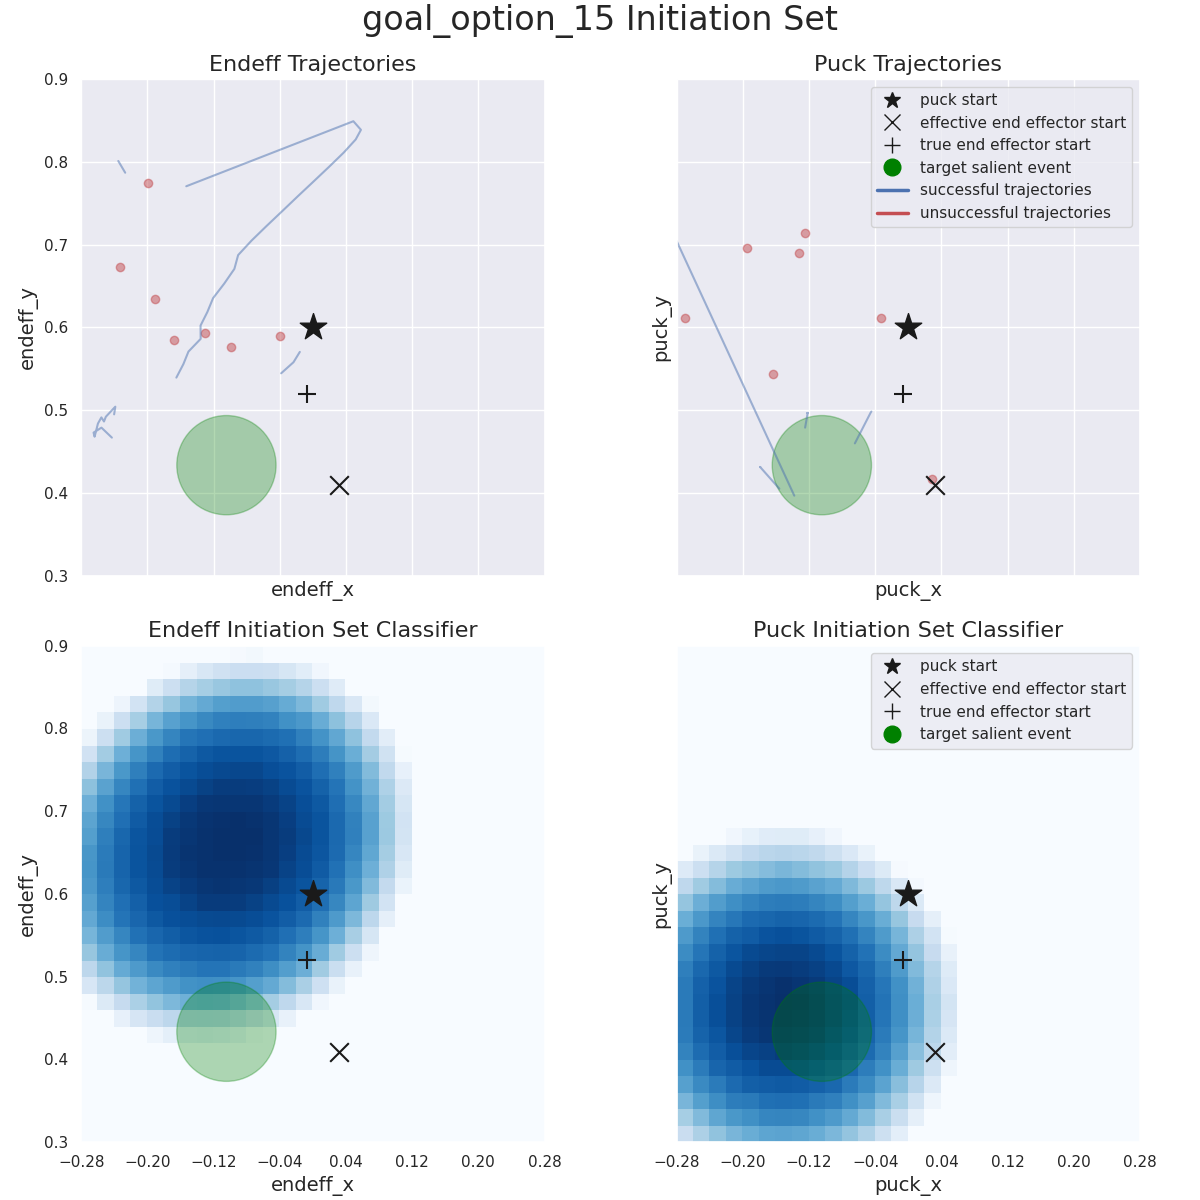 goal_option_15 Initiation Set
Endeff Trajectories
0.9
0.8
0.7
0.6
0.5
0.4
0.3
endeff_y
endeff_x
Puck Trajectories
puck start
effective end effector start
true end effector start
target salient event
successful trajectories
unsuccessful trajectories
puck_y
puck_x
Endeff Initiation Set Classifier
0.9
0.8
0.7
0.6
0.5
0.4
0.3
endeff_y
−0.28 −0.20 −0.12 −0.04 0.04 0.12 0.20 0.28
endeff_x
Puck Initiation Set Classifier
puck start
effective end effector start
true end effector start
target salient event
puck_y
−0.28 −0.20 −0.12 −0.04 0.04 0.12 0.20 0.28
puck_x